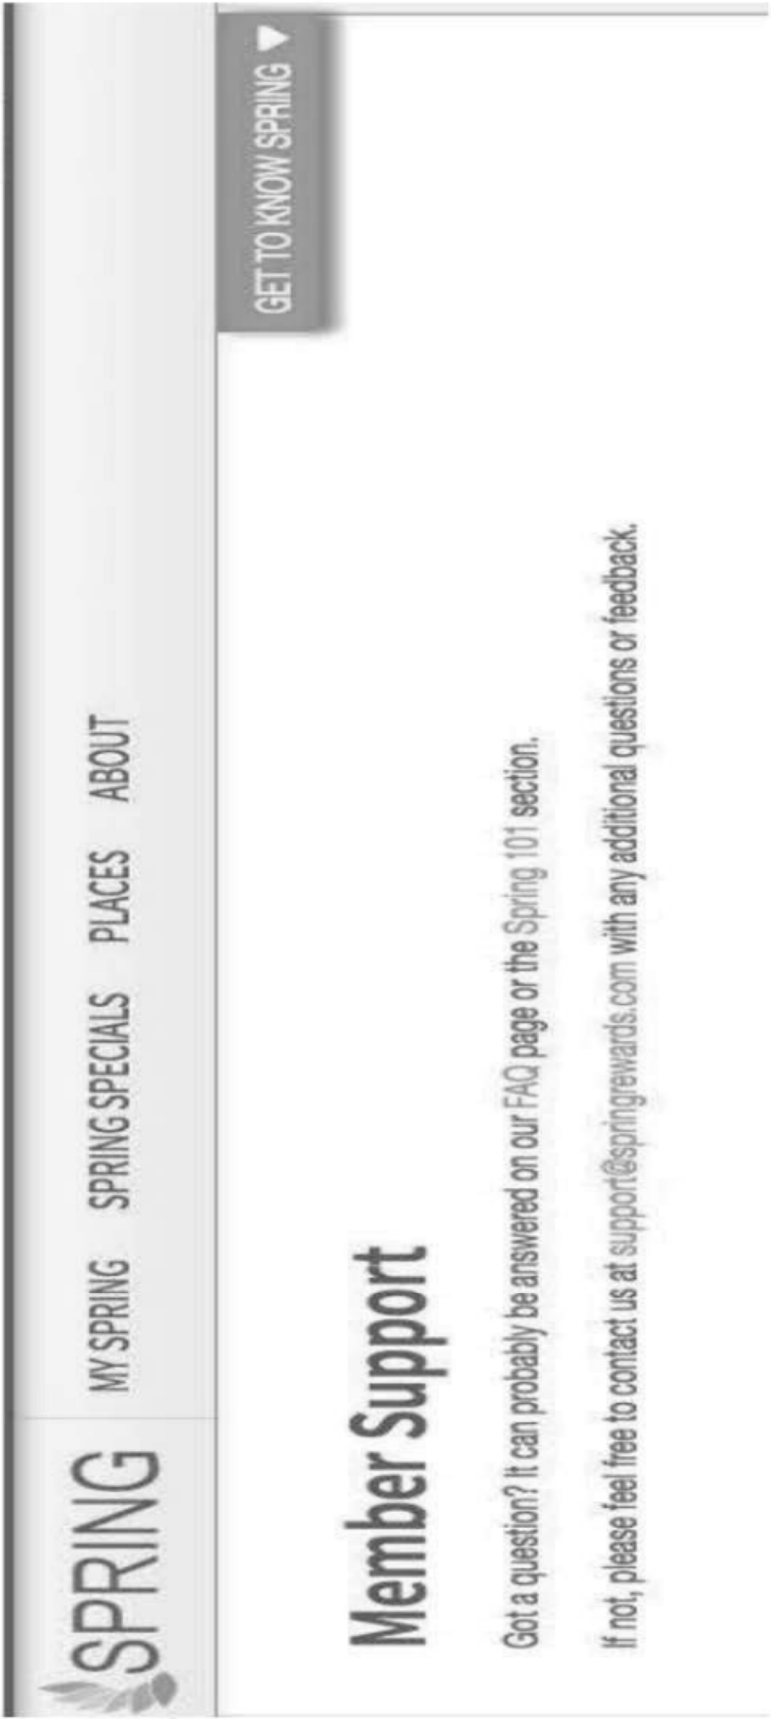 SPRING
MY SPRING SPRING SPECIALS PLACES ABOUT
GET TO KNOW SPRING
Member Support
Got a question? It can probably be answered on our FAQ page or the Spring 101 section.
If not, please feel free to contact us at support@springrewards.com with any additional questions or feedback.